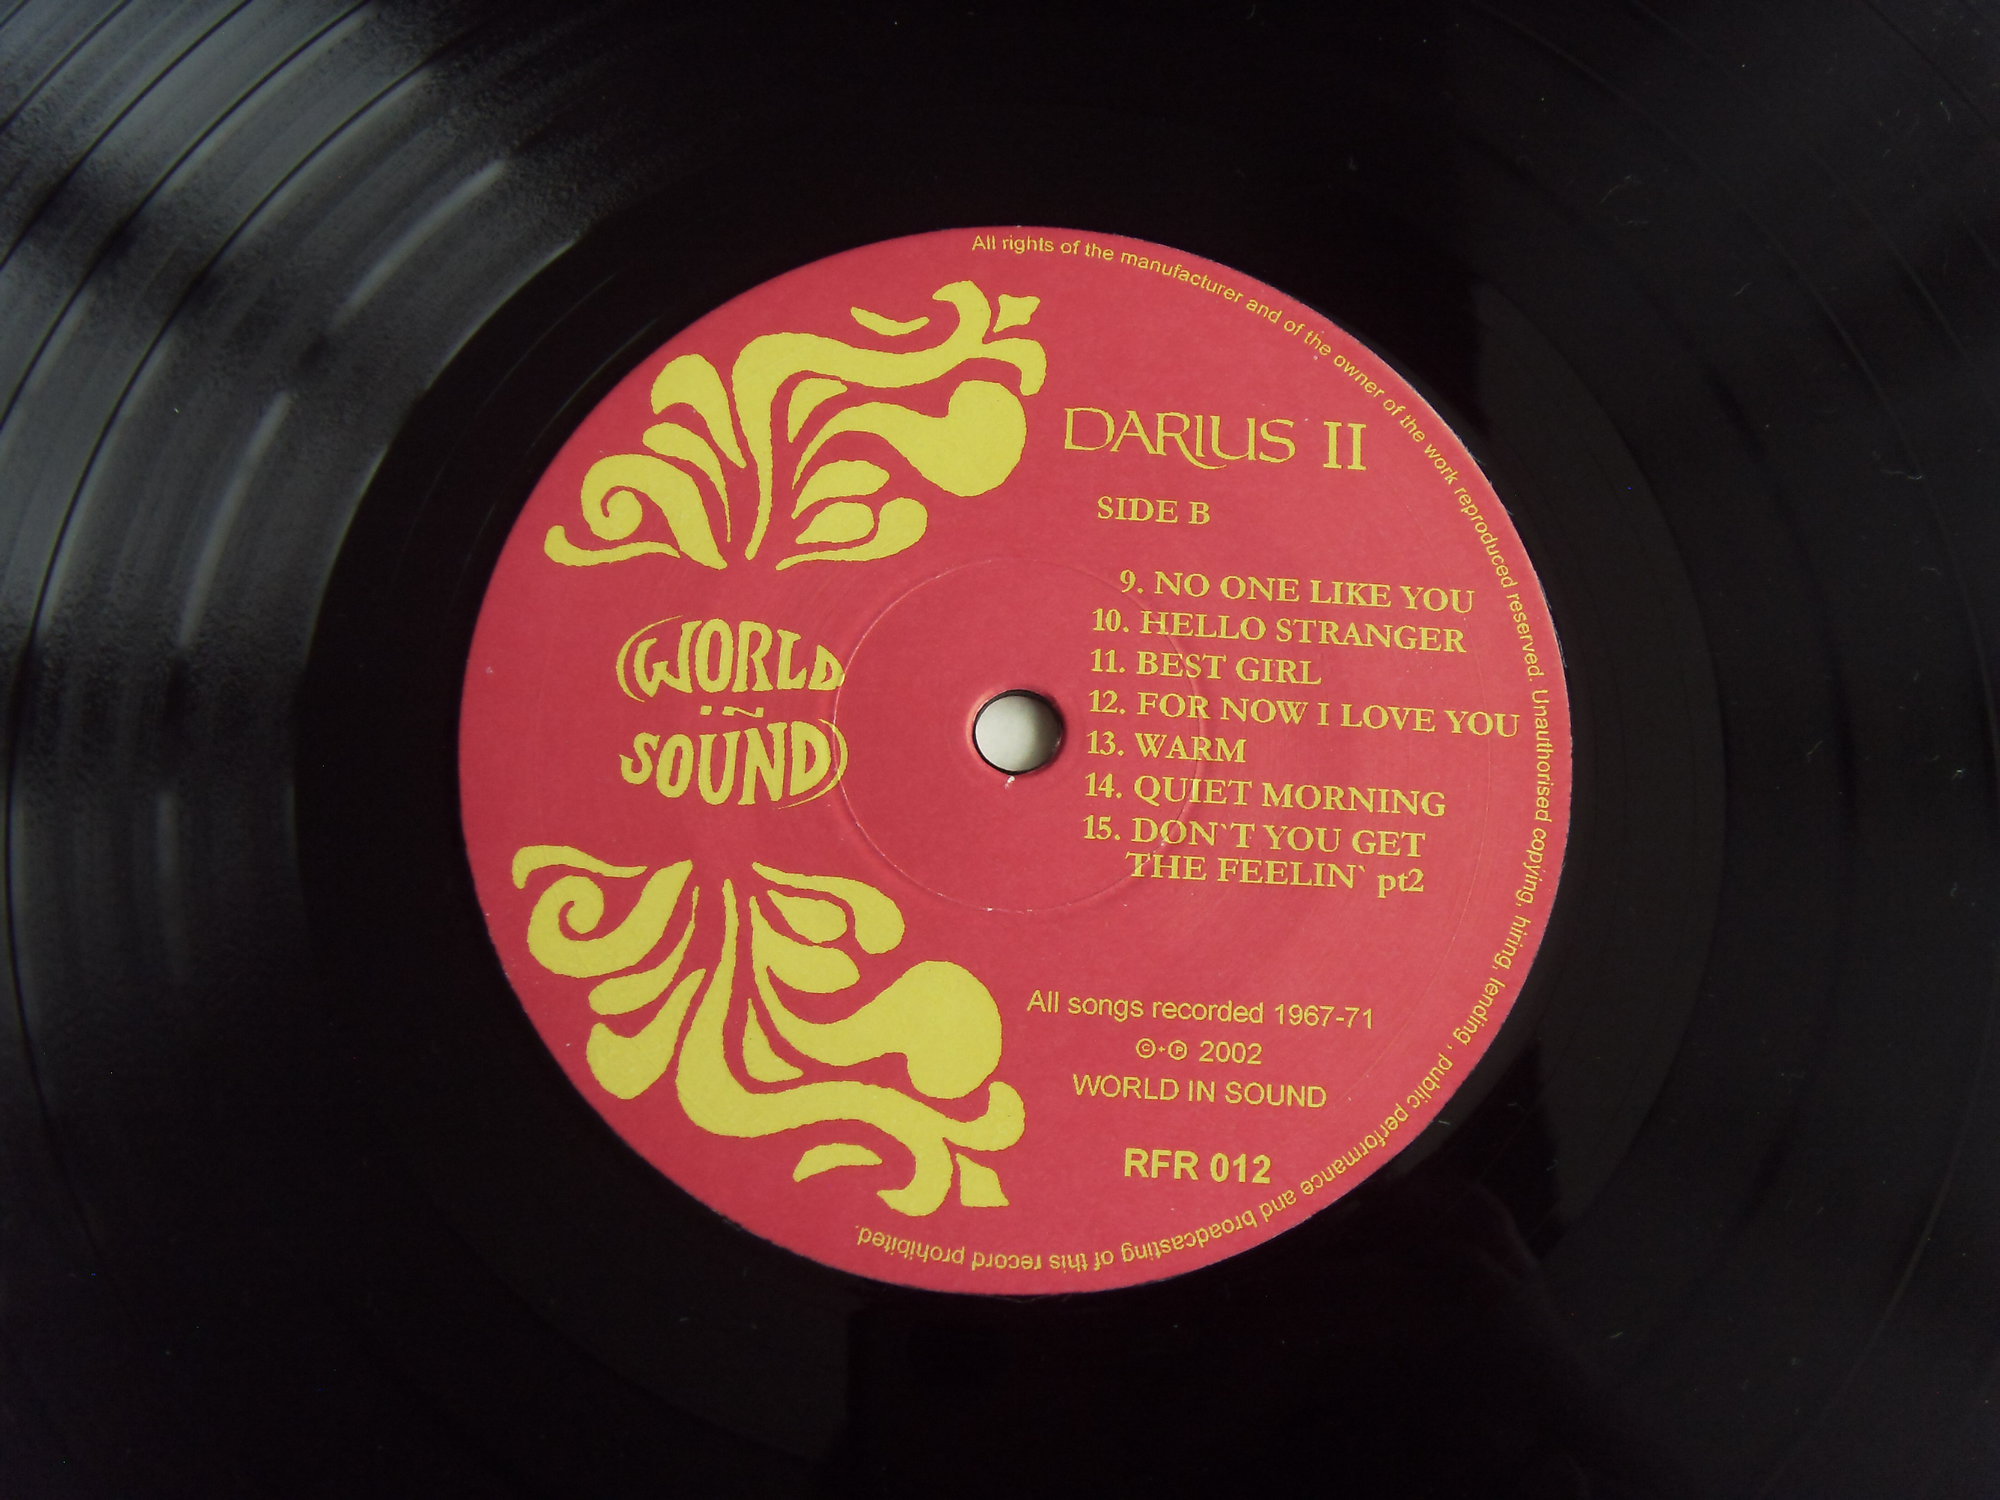 All rights of the manufacturer and of the owner of the work reproduced reserved. Unauthorised copying, hiring, lending, public performance and broadcasting of this record prohibited.
DARIUS II
SIDE B
9. NO ONE LIKE YOU
10. HELLO STRANGER
11. BEST GIRL
12. FOR NOW I LOVE YOU
13. WARM
14. QUIET MORNING
15. DON`T YOU GET
THE FEELIN` pt2
WORLD
IN
SOUND
All songs recorded 1967-71
©+℗ 2002
WORLD IN SOUND
RFR 012